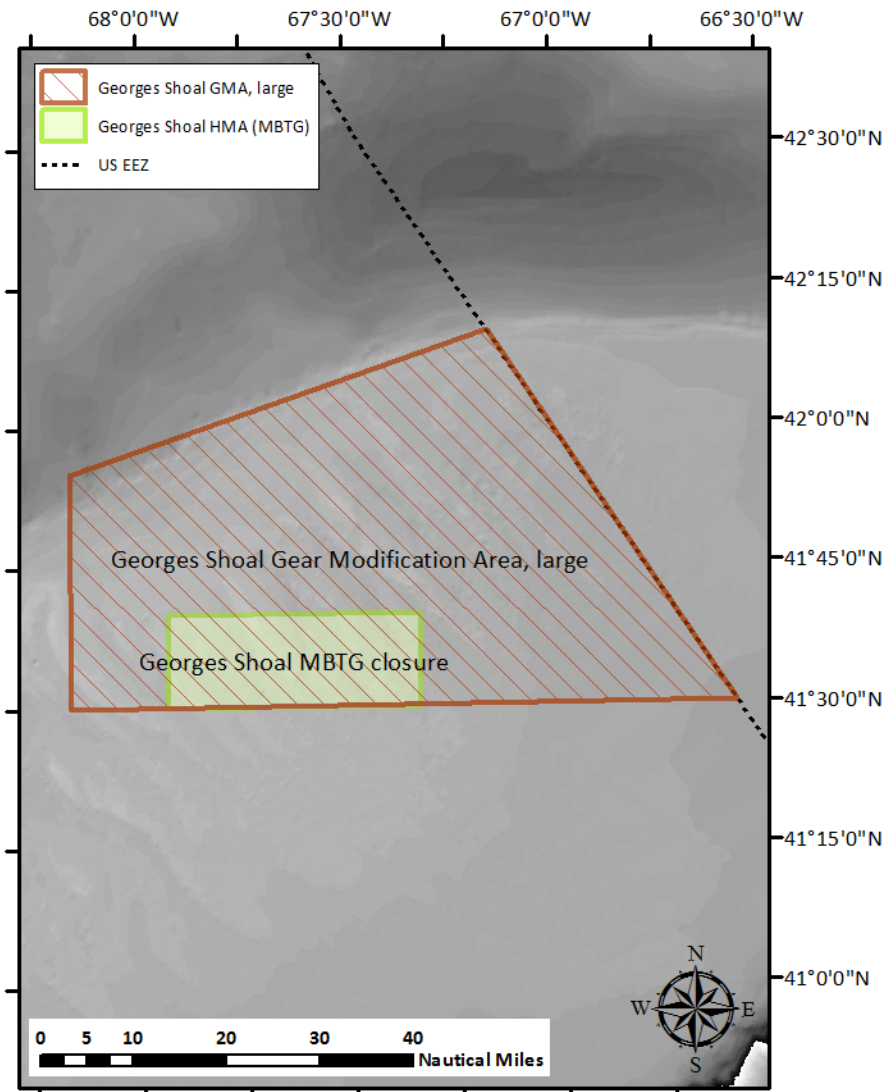 68°0'0"W 67°30'0"W 67°0'0"W 66°30'0"W
Georges Shoal GMA, large
Georges Shoal HMA (MBTG)
US EEZ
42°30'0"N
42°15'0"N
42°0'0"N
41°45'0"N
Georges Shoal Gear Modification Area, large
Georges Shoal MBTG closure
41°30'0"N
41°15'0"N
41°0'0"N
N
W E
S
0 5 10 20 30 40
Nautical Miles